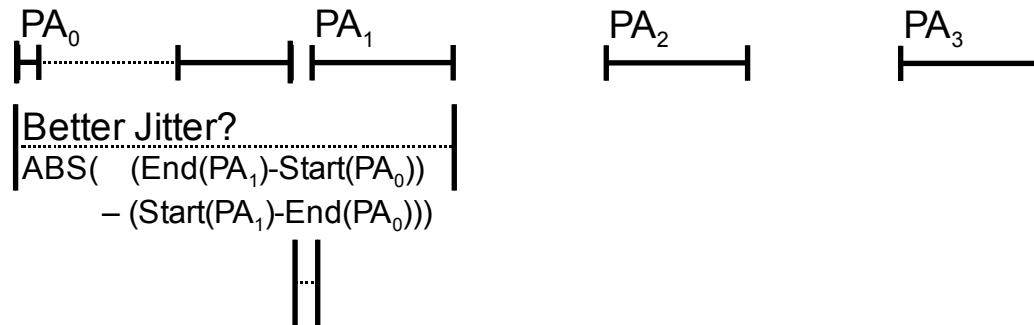 PA₀ PA₁ PA₂ PA₃
Better Jitter?
ABS( (End(PA₁)-Start(PA₀))
– (Start(PA₁)-End(PA₀)))